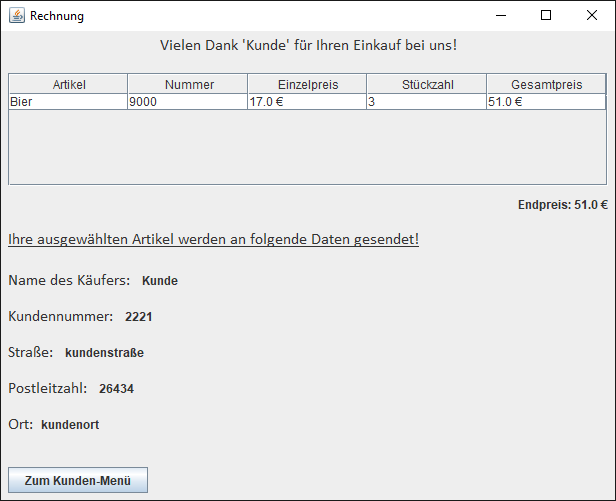 Rechnung
Vielen Dank 'Kunde' für Ihren Einkauf bei uns!
Artikel Nummer Einzelpreis Stückzahl Gesamtpreis
Bier 9000 17.0 € 3 51.0 €
Endpreis: 51.0 €
Ihre ausgewählten Artikel werden an folgende Daten gesendet!
Name des Käufers: Kunde
Kundennummer: 2221
Straße: kundenstraße
Postleitzahl: 26434
Ort: kundenort
Zum Kunden-Menü